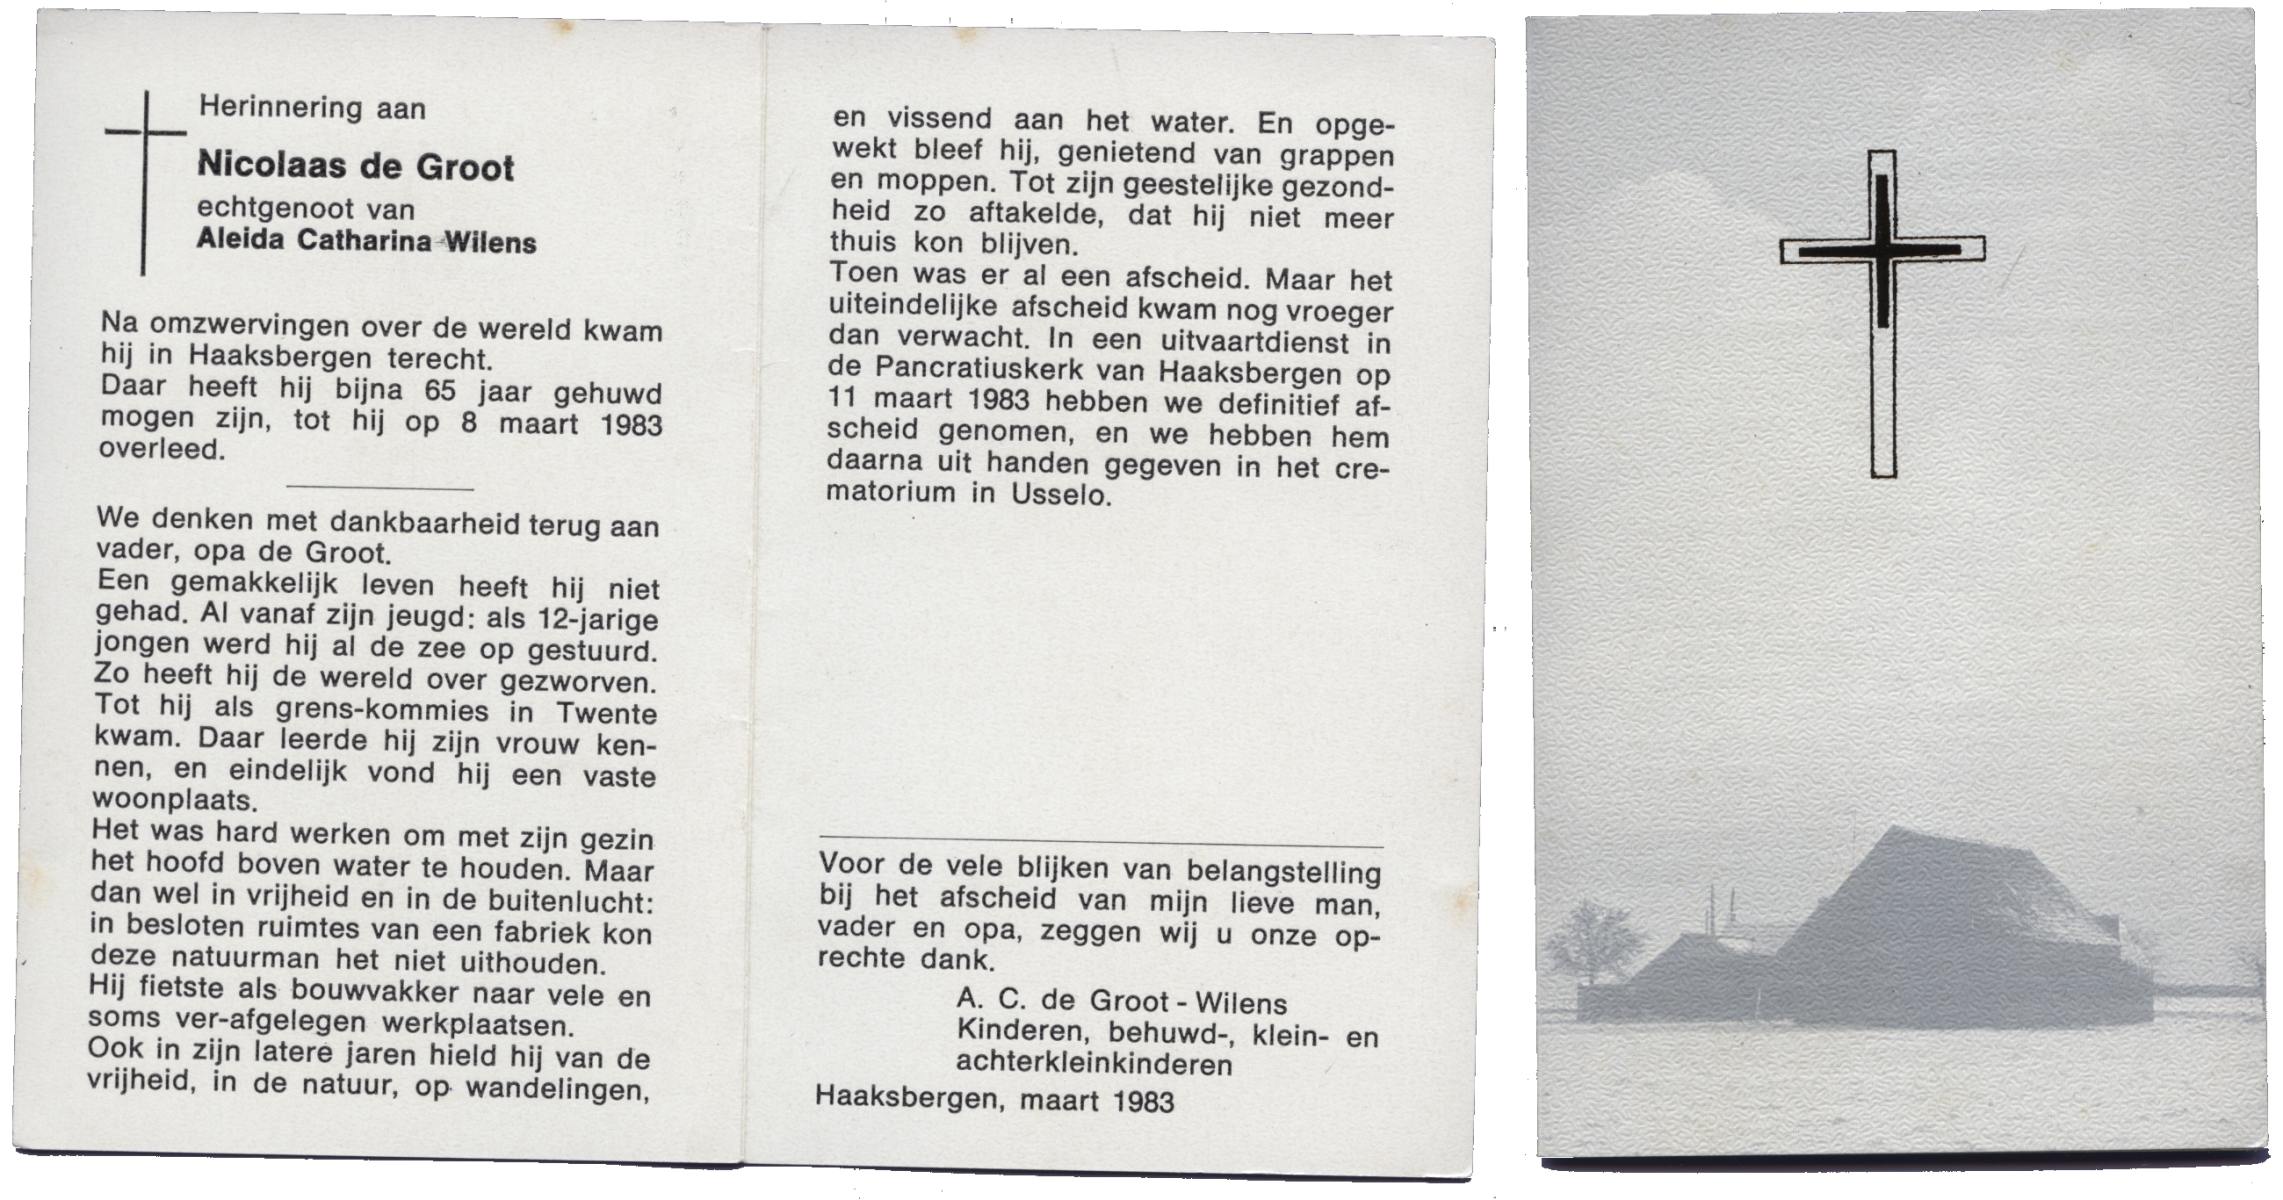 Herinnering aan
Nicolaas de Groot
echtgenoot van
Aleida Catharina Wilens
Na omzwervingen over de wereld kwam
hij in Haaksbergen terecht.
Daar heeft hij bijna 65 jaar gehuwd
mogen zijn, tot hij op 8 maart 1983
overleed.
We denken met dankbaarheid terug aan
vader, opa de Groot.
Een gemakkelijk leven heeft hij niet
gehad. Al vanaf zijn jeugd: als 12-jarige
jongen werd hij al de zee op gestuurd.
Zo heeft hij de wereld over gezworven.
Tot hij als grens-kommies in Twente
kwam. Daar leerde hij zijn vrouw ken-
nen, en eindelijk vond hij een vaste
woonplaats.
Het was hard werken om met zijn gezin
het hoofd boven water te houden. Maar
dan wel in vrijheid en in de buitenlucht:
in besloten ruimtes van een fabriek kon
deze natuurman het niet uithouden.
Hij fietste als bouwvakker naar vele en
soms ver-afgelegen werkplaatsen.
Ook in zijn latere jaren hield hij van de
vrijheid, in de natuur, op wandelingen,
en vissend aan het water. En opge-
wekt bleef hij, genietend van grappen
en moppen. Tot zijn geestelijke gezond-
heid zo aftakelde, dat hij niet meer
thuis kon blijven.
Toen was er al een afscheid. Maar het
uiteindelijke afscheid kwam nog vroeger
dan verwacht. In een uitvaartdienst in
de Pancratiuskerk van Haaksbergen op
11 maart 1983 hebben we definitief af-
scheid genomen, en we hebben hem
daarna uit handen gegeven in het cre-
matorium in Usselo.
Voor de vele blijken van belangstelling
bij het afscheid van mijn lieve man,
vader en opa, zeggen wij u onze op-
rechte dank.
A. C. de Groot - Wilens
Kinderen, behuwd-, klein- en
achterkleinkinderen
Haaksbergen, maart 1983